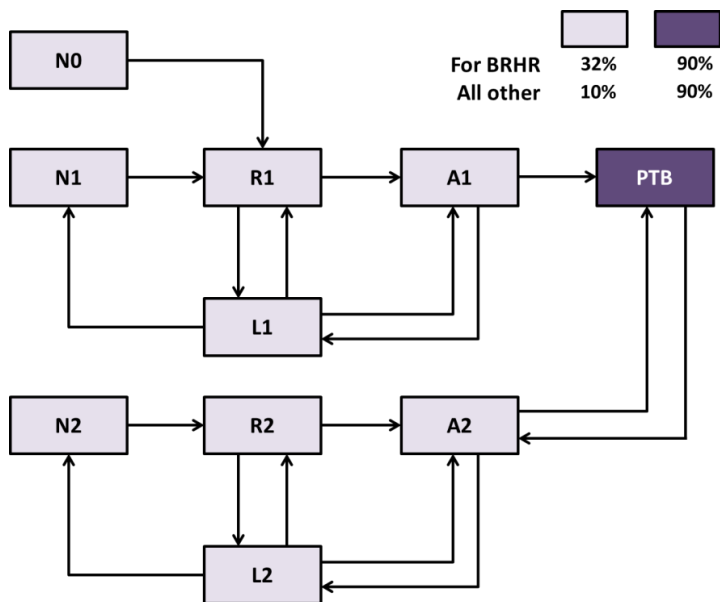 N0
For BRHR 32% 90%
All other 10% 90%
N1 R1 A1 PTB
L1
N2 R2 A2
L2